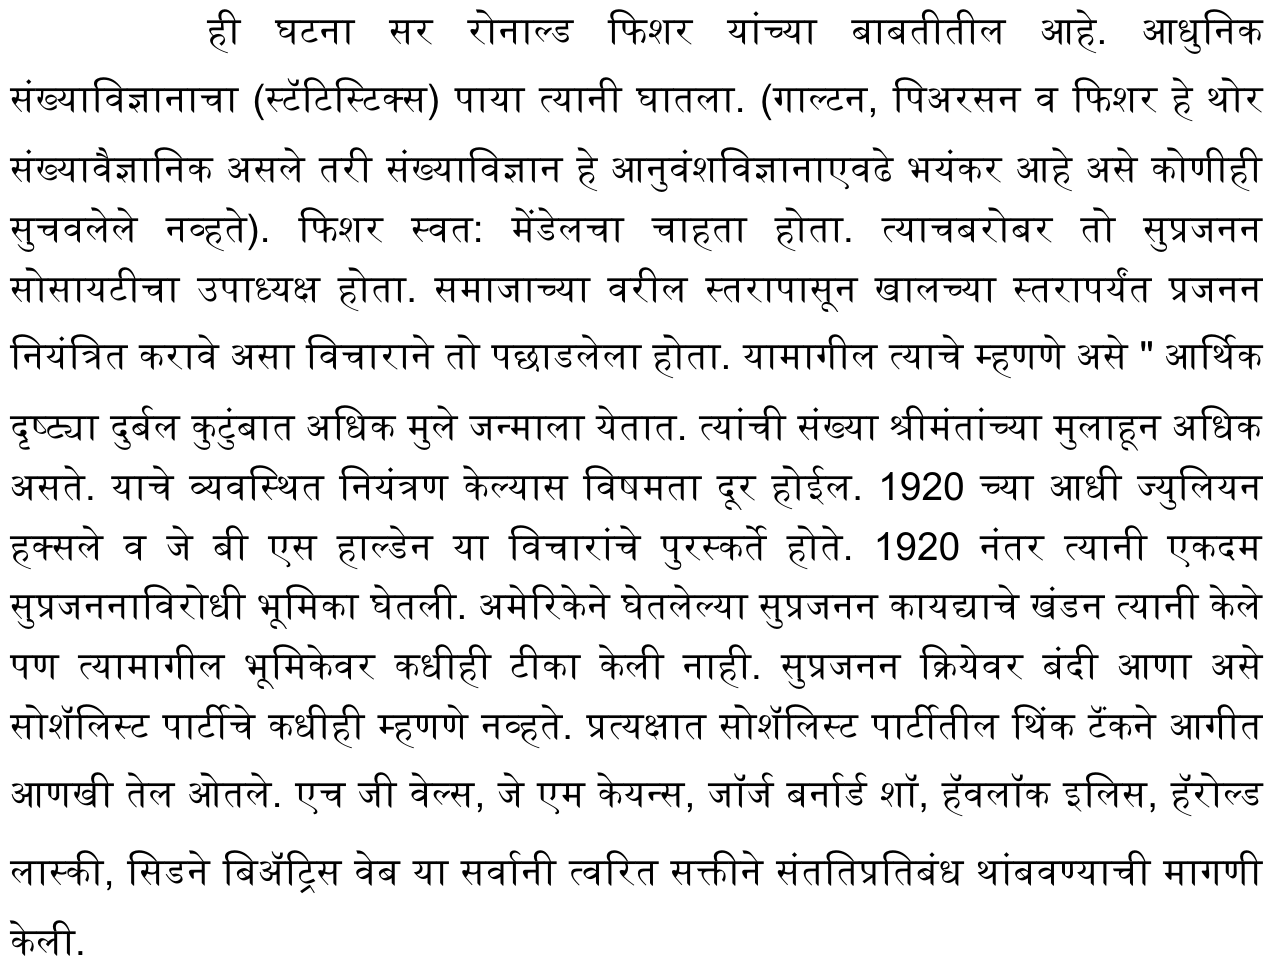 ही घटना सर रोनाल्ड फिशर यांच्या बाबतीतील आहे. आधुनिक
संख्याविज्ञानाचा (स्टॅटिस्टिक्स) पाया त्यानी घातला. (गाल्टन, पिअरसन व फिशर हे थोर
संख्यावैज्ञानिक असले तरी संख्याविज्ञान हे आनुवंशविज्ञानाएवढे भयंकर आहे असे कोणीही
सुचवलेले नव्हते). फिशर स्वत: मेंडेलचा चाहता होता. त्याचबरोबर तो सुप्रजनन
सोसायटीचा उपाध्यक्ष होता. समाजाच्या वरील स्तरापासून खालच्या स्तरापर्यंत प्रजनन
नियंत्रित करावे असा विचाराने तो पछाडलेला होता. यामागील त्याचे म्हणणे असे " आर्थिक
दृष्ट्या दुर्बल कुटुंबात अधिक मुले जन्माला येतात. त्यांची संख्या श्रीमंतांच्या मुलाहून अधिक
असते. याचे व्यवस्थित नियंत्रण केल्यास विषमता दूर होईल. 1920 च्या आधी ज्युलियन
हक्सले व जे बी एस हाल्डेन या विचारांचे पुरस्कर्ते होते. 1920 नंतर त्यानी एकदम
सुप्रजननाविरोधी भूमिका घेतली. अमेरिकेने घेतलेल्या सुप्रजनन कायद्याचे खंडन त्यानी केले
पण त्यामागील भूमिकेवर कधीही टीका केली नाही. सुप्रजनन क्रियेवर बंदी आणा असे
सोशॅलिस्ट पार्टीचे कधीही म्हणणे नव्हते. प्रत्यक्षात सोशॅलिस्ट पार्टीतील थिंक टॅंकने आगीत
आणखी तेल ओतले. एच जी वेल्स, जे एम केयन्स, जॉर्ज बर्नार्ड शॉ, हॅवलॉक इलिस, हॅरोल्ड
लास्की, सिडने बिॲट्रिस वेब या सर्वानी त्वरित सक्तीने संततिप्रतिबंध थांबवण्याची मागणी
केली.